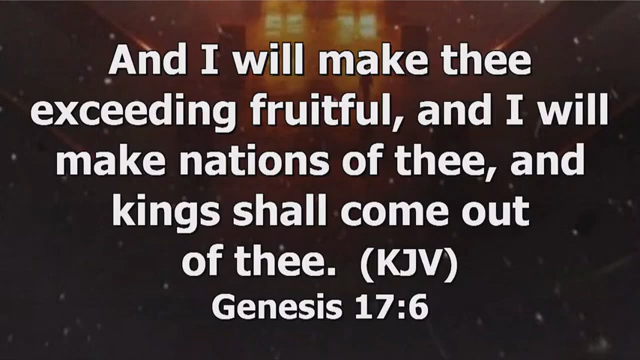 And I will make thee
exceeding fruitful, and I will
make nations of thee, and
kings shall come out
of thee. (KJV)
Genesis 17:6